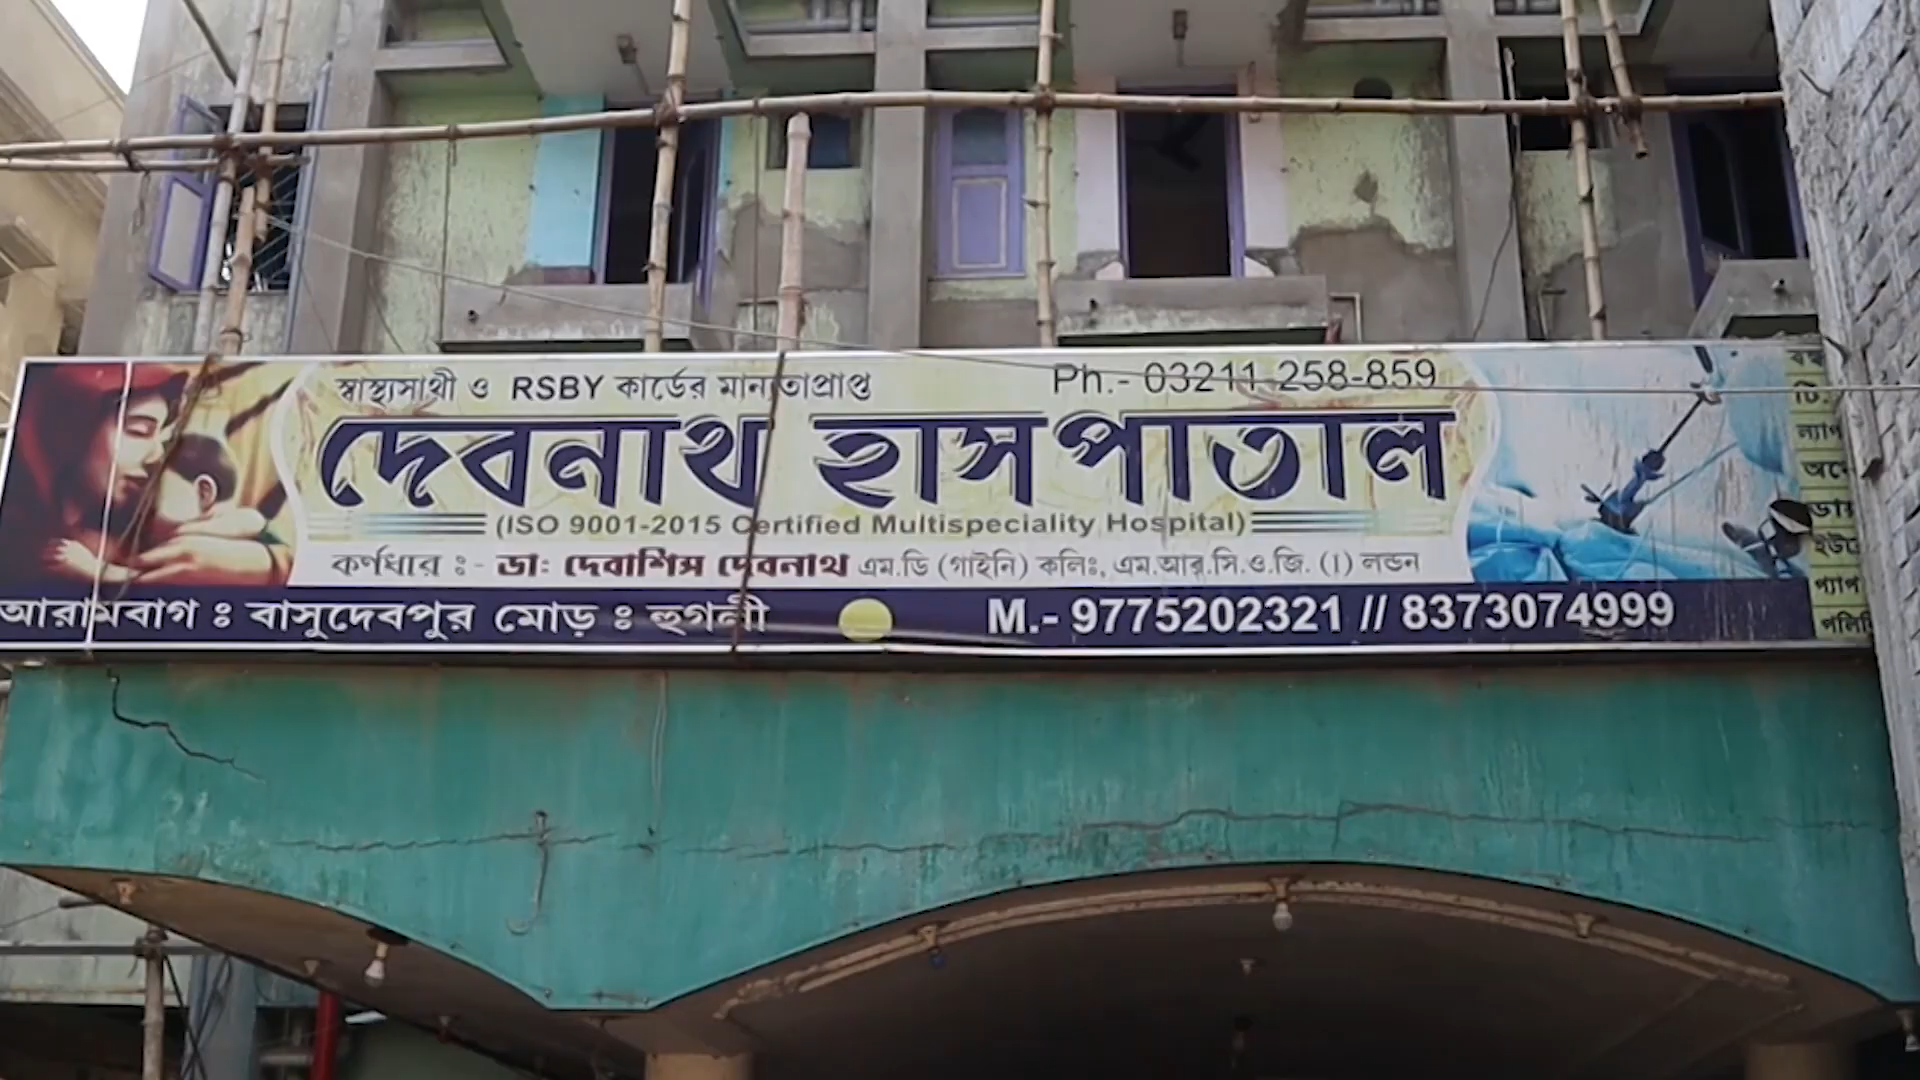 স্বাস্থ্যসাথী ও RSBY কার্ডের মান্যতাপ্রাপ্ত
Ph.- 03211-258-859
দেবনাথ হাসপাতাল
(ISO 9001-2015 Certified Multispeciality Hospital)
কর্ণধার ঃ- ডাঃ দেবাশিস দেবনাথ এম.ডি (গাইনি) কলিঃ, এম.আর.সি.ও.জি. (I) লন্ডন
আরামবাগ ঃ বাসুদেবপুর মোড় ঃ হুগলী
M.- 9775202321 // 8373074999